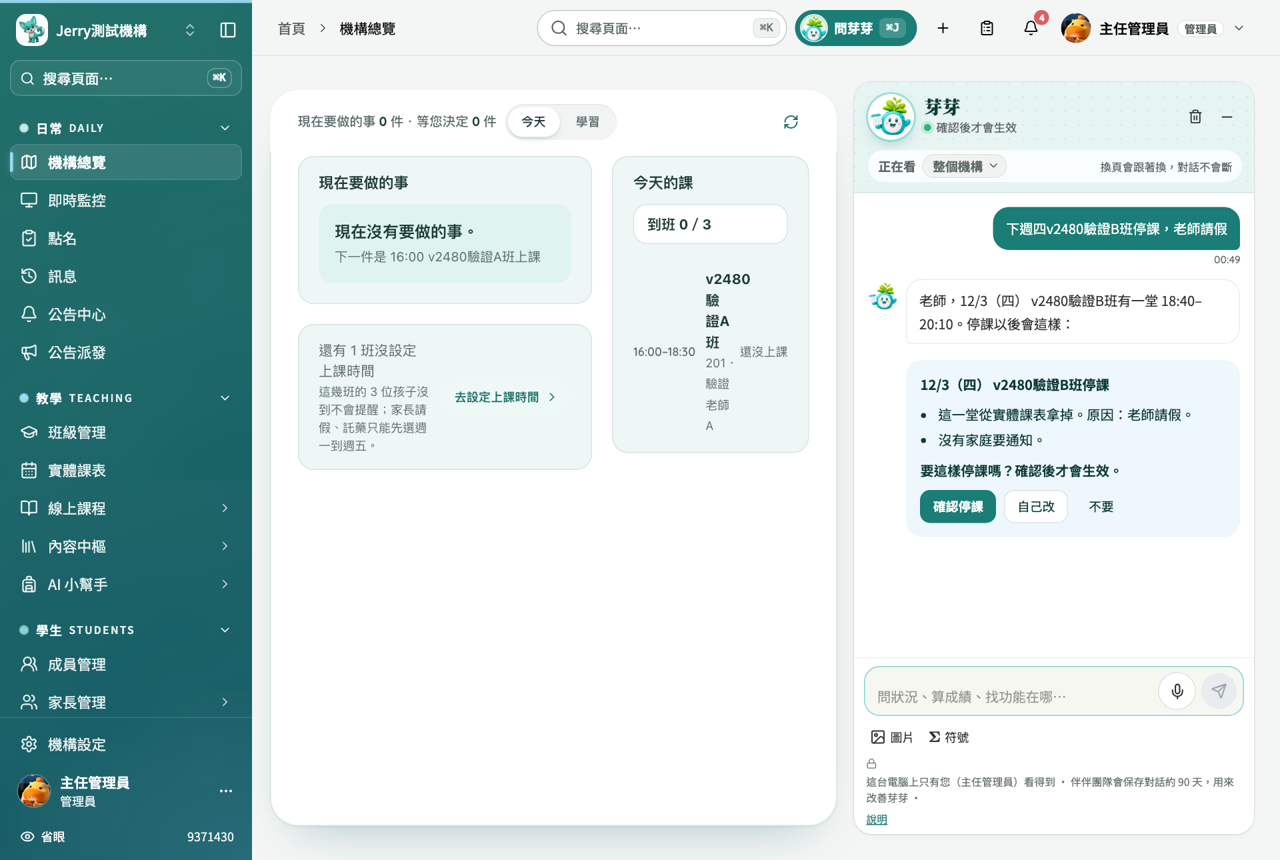 Jerry測試機構
搜尋頁面… ⌘K
日常 DAILY
機構總覽
即時監控
點名
訊息
公告中心
公告派發
教學 TEACHING
班級管理
實體課表
線上課程
內容中樞
AI 小幫手
學生 STUDENTS
成員管理
家長管理
機構設定
主任管理員
管理員
省眼 9371430
首頁 機構總覽
搜尋頁面… ⌘K
問芽芽 ⌘J
4
主任管理員 管理員
現在要做的事 0 件 · 等您決定 0 件
今天 學習
現在要做的事
現在沒有要做的事。
下一件是 16:00 v2480驗證A班上課
還有 1 班沒設定
上課時間
這幾班的 3 位孩子沒
到不會提醒；家長請
假、託藥只能先選週
一到週五。
去設定上課時間
今天的課
到班 0 / 3
16:00–18:30
v2480
驗
證A
班
201 ·
驗證
老師
A
還沒上課
芽芽
確認後才會生效
正在看 整個機構 換頁會跟著換，對話不會斷
下週四v2480驗證B班停課，老師請假
00:49
老師，12/3（四） v2480驗證B班有一堂 18:40–
20:10。停課以後會這樣：
12/3（四） v2480驗證B班停課
• 這一堂從實體課表拿掉。原因：老師請假。
• 沒有家庭要通知。
要這樣停課嗎？確認後才會生效。
確認停課 自己改 不要
問狀況、算成績、找功能在哪…
圖片 符號
這台電腦上只有您（主任管理員）看得到 · 伴伴團隊會保存對話約 90 天，用來
改善芽芽 ·
說明